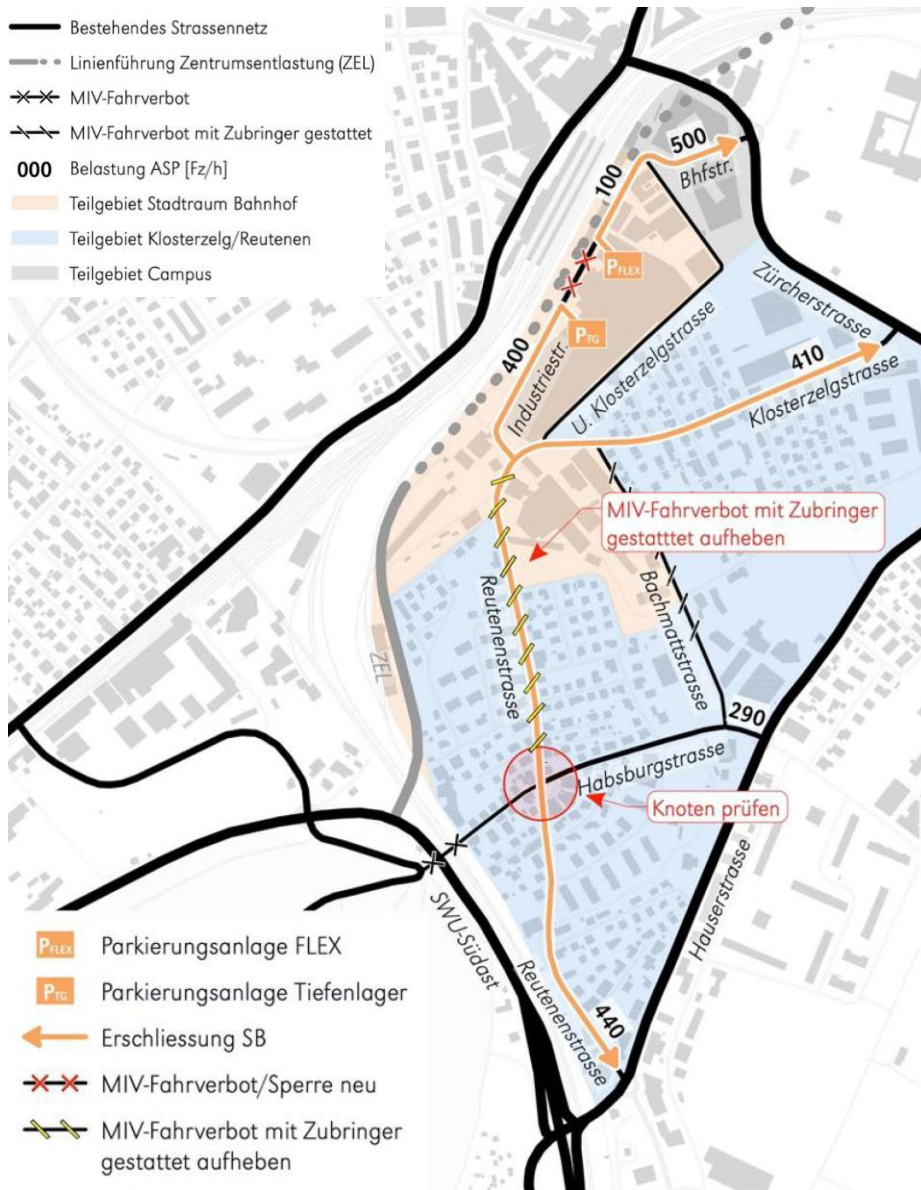 Bestehendes Strassennetz
Linienführung Zentrumsentlastung (ZEL)
MIV-Fahrverbot
MIV-Fahrverbot mit Zubringer gestattet
000 Belastung ASP [Fz/h]
Teilgebiet Stadtraum Bahnhof
Teilgebiet Klosterzelg/Reutenen
Teilgebiet Campus
500
Bhfstr.
100
PFLEX
PTG
400
Industriestr.
U. Klosterzelgstrasse
Zürcherstrasse
410
Klosterzelgstrasse
MIV-Fahrverbot mit Zubringer
gestatttet aufheben
Reutenenstrasse
Bachmattstrasse
ZEL
290
Habsburgstrasse
Knoten prüfen
Hauserstrasse
SWU-Südast
Reutenenstrasse
440
PFLEX Parkierungsanlage FLEX
PTG Parkierungsanlage Tiefenlager
Erschliessung SB
MIV-Fahrverbot/Sperre neu
MIV-Fahrverbot mit Zubringer
gestattet aufheben